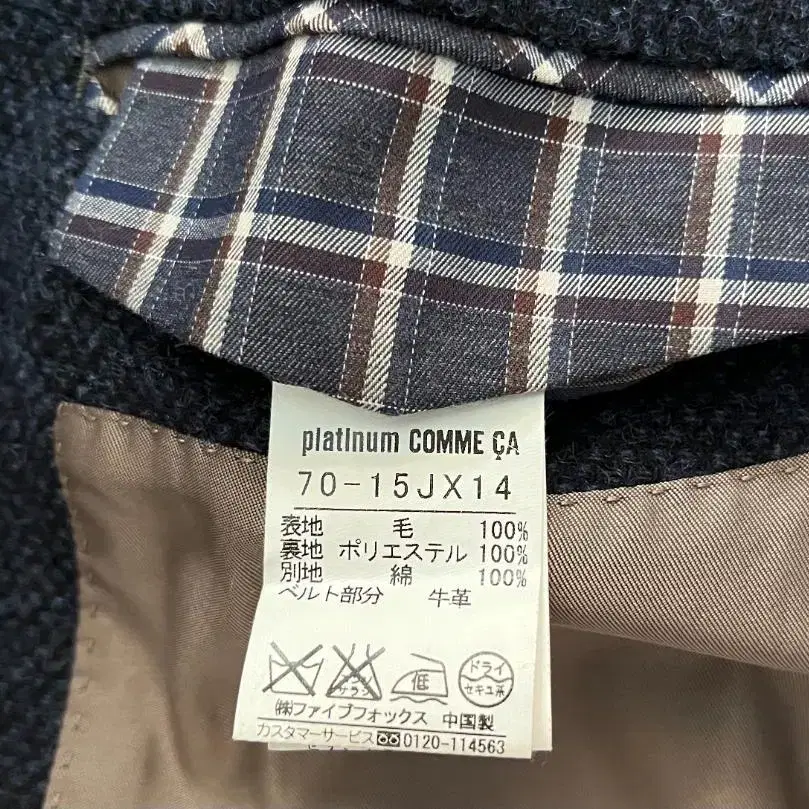 platinum COMME ÇA
70-15JX14
表地 毛 100%
裏地 ポリエステル 100%
別地 綿 100%
ベルト部分 牛革
低
ドライ
セキユ系
㈱ファイブフォックス 中国製
カスタマーサービス 0120-114563